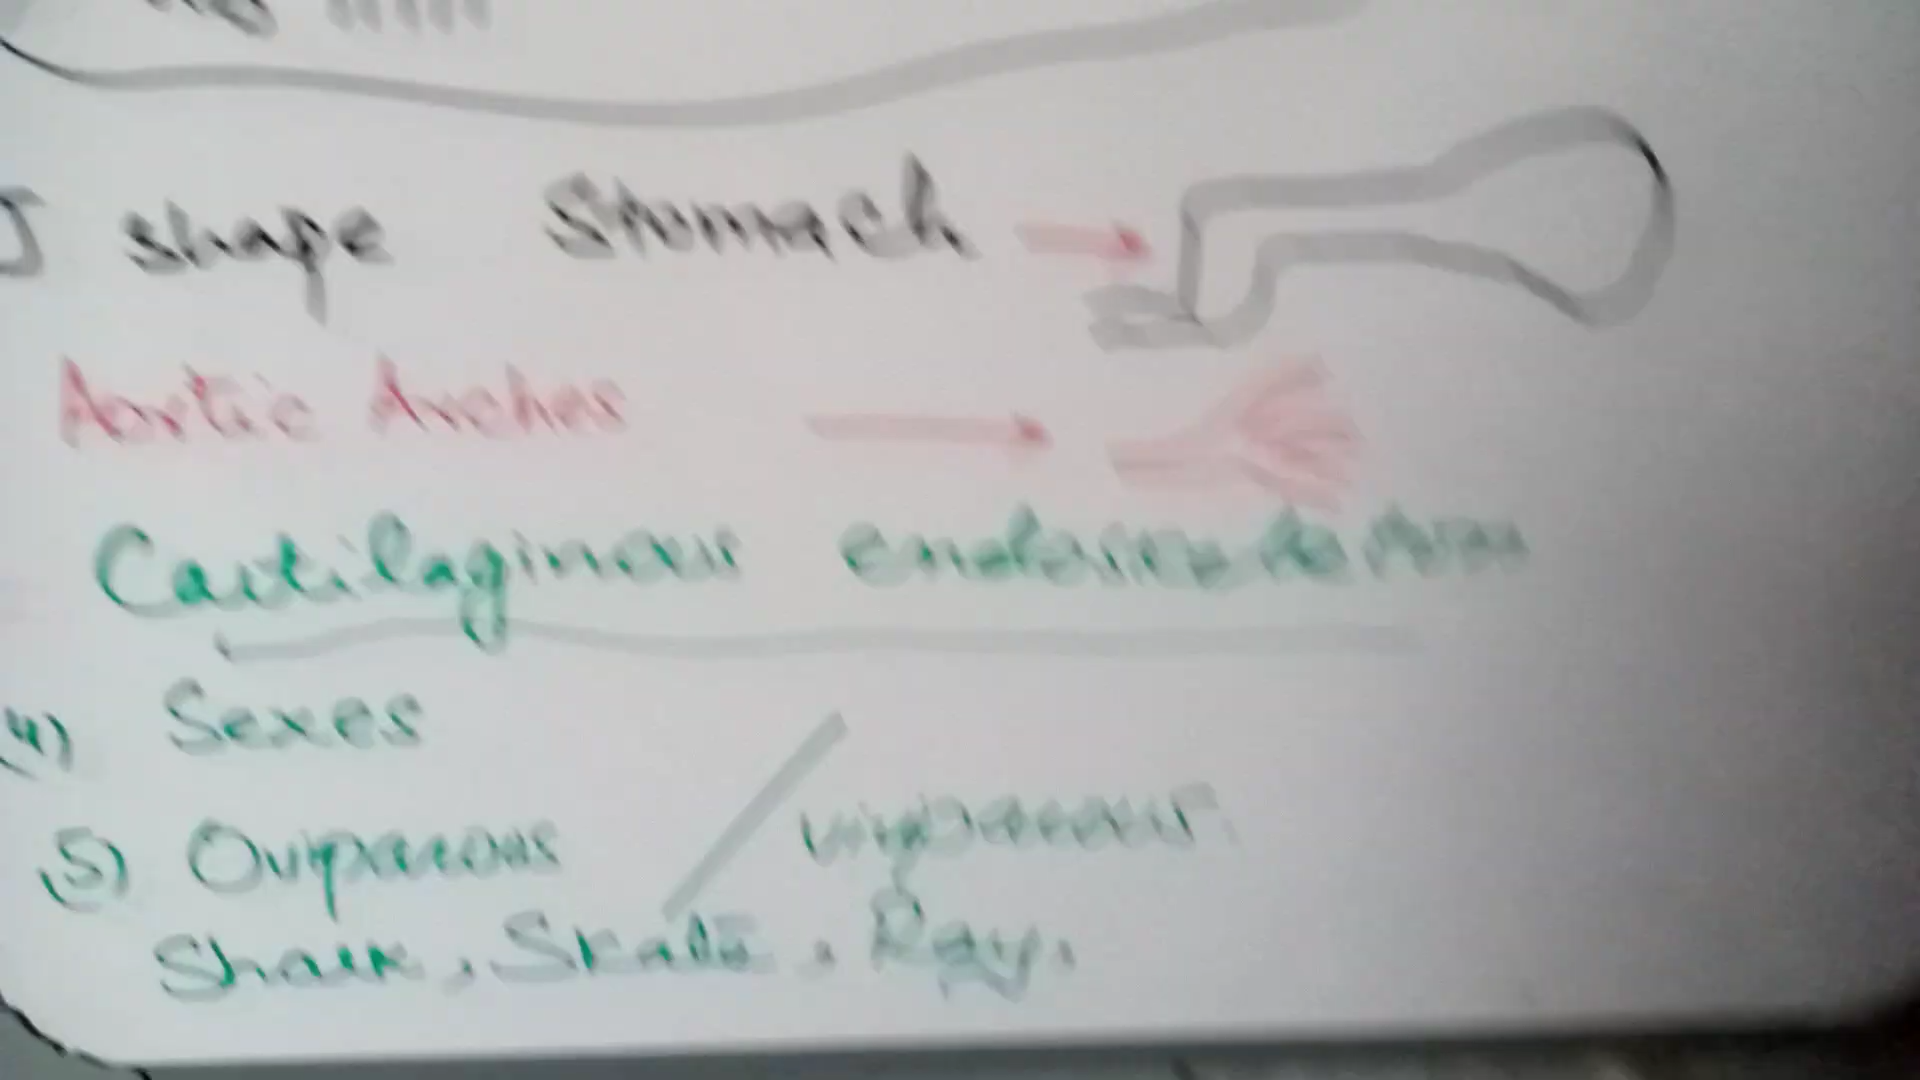 J shape Stomach
Aortic Arches
Cartilaginous
(4) Sexes
(5) Oviparous / viviparous
Shark, Skate, Ray.